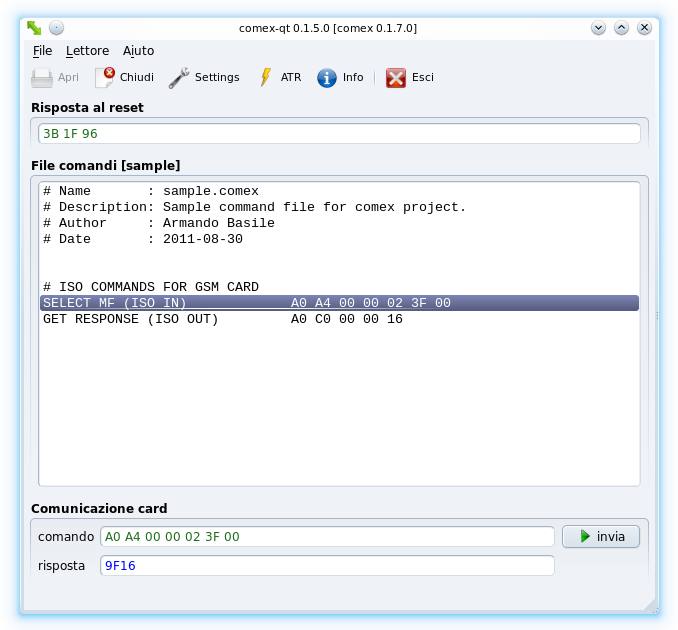 comex-qt 0.1.5.0 [comex 0.1.7.0]
File Lettore Aiuto
Apri Chiudi Settings ATR Info Esci
Risposta al reset
3B 1F 96
File comandi [sample]
# Name       : sample.comex
# Description: Sample command file for comex project.
# Author     : Armando Basile
# Date       : 2011-08-30
# ISO COMMANDS FOR GSM CARD
SELECT MF (ISO IN)             A0 A4 00 00 02 3F 00
GET RESPONSE (ISO OUT)         A0 C0 00 00 16
Comunicazione card
comando A0 A4 00 00 02 3F 00 invia
risposta 9F16